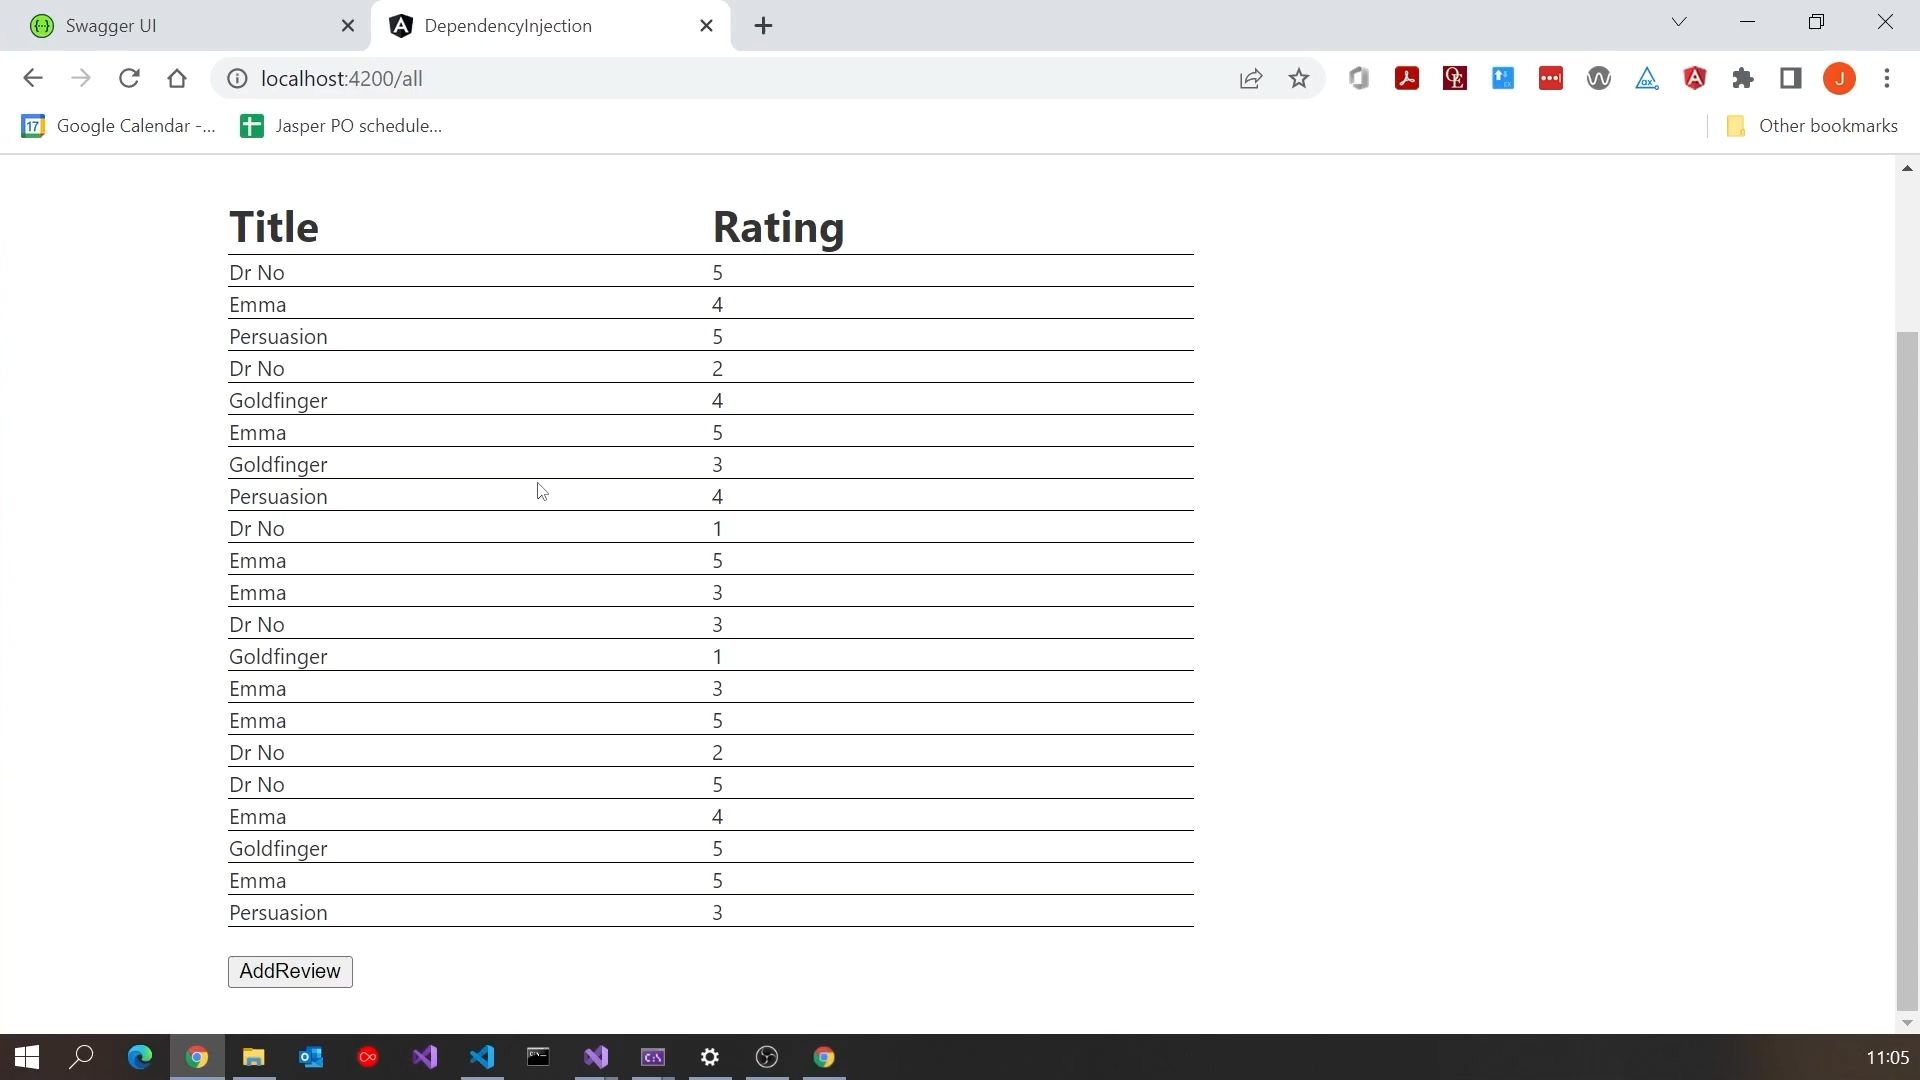 Swagger UI
DependencyInjection
localhost:4200/all
17 Google Calendar -...
Jasper PO schedule...
Other bookmarks
J
Title Rating
Dr No 5
Emma 4
Persuasion 5
Dr No 2
Goldfinger 4
Emma 5
Goldfinger 3
Persuasion 4
Dr No 1
Emma 5
Emma 3
Dr No 3
Goldfinger 1
Emma 3
Emma 5
Dr No 2
Dr No 5
Emma 4
Goldfinger 5
Emma 5
Persuasion 3
AddReview
11:05